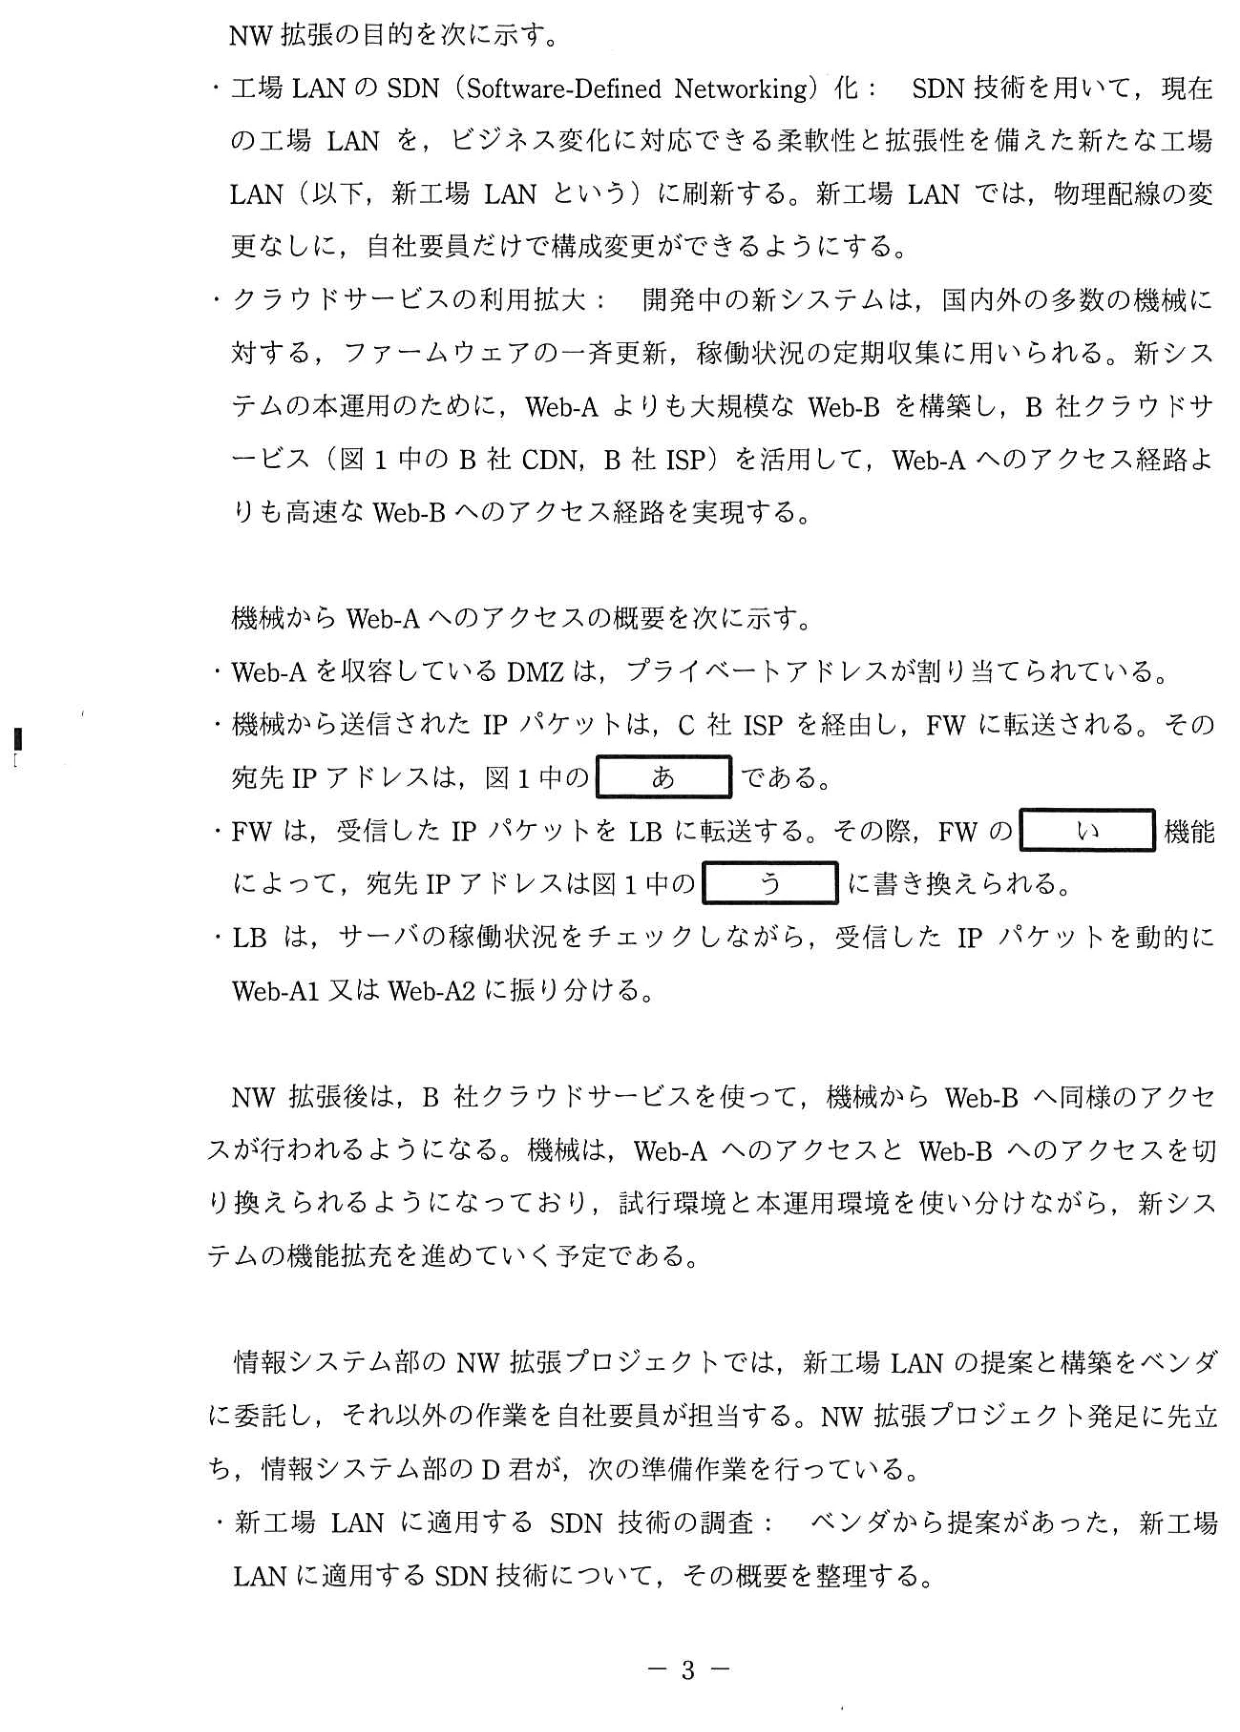 NW 拡張の目的を次に示す。
・工場 LAN の SDN（Software-Defined Networking）化： SDN 技術を用いて，現在
の工場 LAN を，ビジネス変化に対応できる柔軟性と拡張性を備えた新たな工場
LAN（以下，新工場 LAN という）に刷新する。新工場 LAN では，物理配線の変
更なしに，自社要員だけで構成変更ができるようにする。
・クラウドサービスの利用拡大： 開発中の新システムは，国内外の多数の機械に
対する，ファームウェアの一斉更新，稼働状況の定期収集に用いられる。新シス
テムの本運用のために，Web-A よりも大規模な Web-B を構築し，B 社クラウドサ
ービス（図 1 中の B 社 CDN，B 社 ISP）を活用して，Web-A へのアクセス経路よ
りも高速な Web-B へのアクセス経路を実現する。
機械から Web-A へのアクセスの概要を次に示す。
・Web-A を収容している DMZ は，プライベートアドレスが割り当てられている。
・機械から送信された IP パケットは，C 社 ISP を経由し，FW に転送される。その
宛先 IP アドレスは，図 1 中の あ である。
・FW は，受信した IP パケットを LB に転送する。その際，FW の い 機能
によって，宛先 IP アドレスは図 1 中の う に書き換えられる。
・LB は，サーバの稼働状況をチェックしながら，受信した IP パケットを動的に
Web-A1 又は Web-A2 に振り分ける。
NW 拡張後は，B 社クラウドサービスを使って，機械から Web-B へ同様のアクセ
スが行われるようになる。機械は，Web-A へのアクセスと Web-B へのアクセスを切
り換えられるようになっており，試行環境と本運用環境を使い分けながら，新シス
テムの機能拡充を進めていく予定である。
情報システム部の NW 拡張プロジェクトでは，新工場 LAN の提案と構築をベンダ
に委託し，それ以外の作業を自社要員が担当する。NW 拡張プロジェクト発足に先立
ち，情報システム部の D 君が，次の準備作業を行っている。
・新工場 LAN に適用する SDN 技術の調査： ベンダから提案があった，新工場
LAN に適用する SDN 技術について，その概要を整理する。
－ 3 －